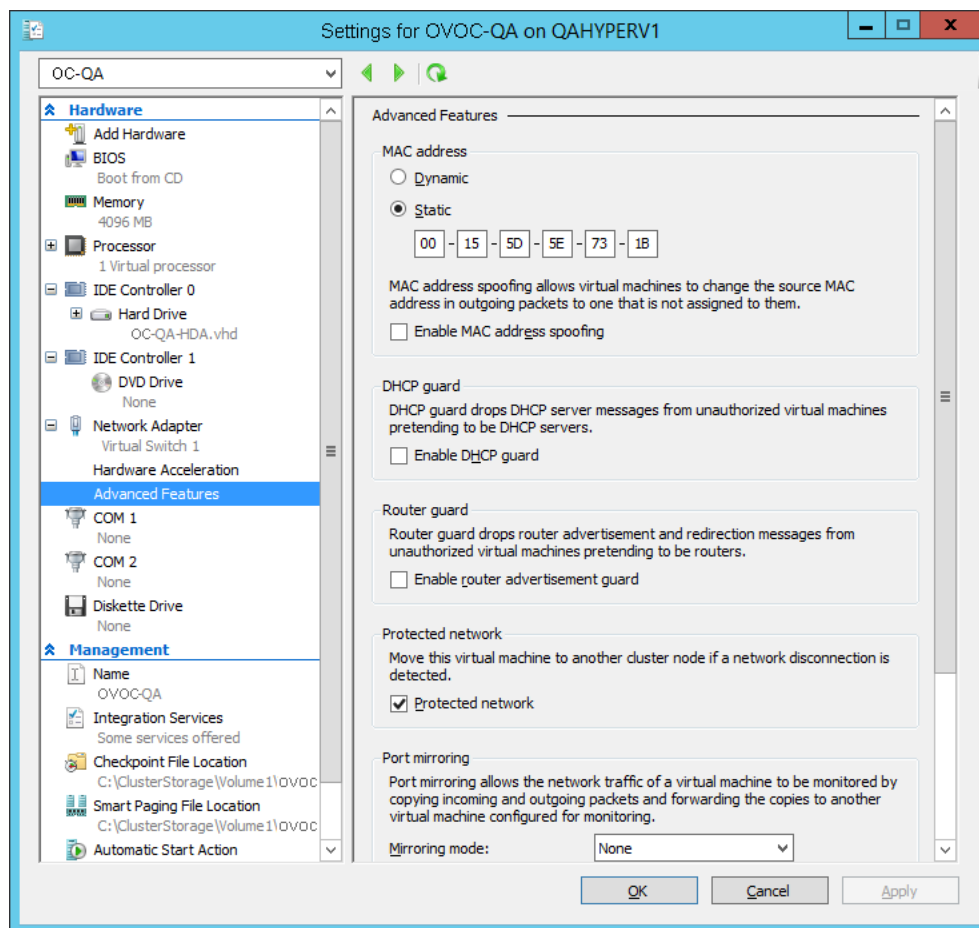 Settings for OVOC-QA on QAHYPERV1
x
OC-QA
Hardware
Add Hardware
BIOS
Boot from CD
Memory
4096 MB
Processor
1 Virtual processor
IDE Controller 0
Hard Drive
OC-QA-HDA.vhd
IDE Controller 1
DVD Drive
None
Network Adapter
Virtual Switch 1
Hardware Acceleration
Advanced Features
COM 1
None
COM 2
None
Diskette Drive
None
Management
Name
OVOC-QA
Integration Services
Some services offered
Checkpoint File Location
C:\ClusterStorage\Volume1\OVOC
Smart Paging File Location
C:\ClusterStorage\Volume1\OVOC
Automatic Start Action
Advanced Features
MAC address
Dynamic
Static
00 - 15 - 5D - 5E - 73 - 1B
MAC address spoofing allows virtual machines to change the source MAC
address in outgoing packets to one that is not assigned to them.
Enable MAC address spoofing
DHCP guard
DHCP guard drops DHCP server messages from unauthorized virtual machines
pretending to be DHCP servers.
Enable DHCP guard
Router guard
Router guard drops router advertisement and redirection messages from
unauthorized virtual machines pretending to be routers.
Enable router advertisement guard
Protected network
Move this virtual machine to another cluster node if a network disconnection is
detected.
Protected network
Port mirroring
Port mirroring allows the network traffic of a virtual machine to be monitored by
copying incoming and outgoing packets and forwarding the copies to another
virtual machine configured for monitoring.
Mirroring mode: None
OK Cancel Apply